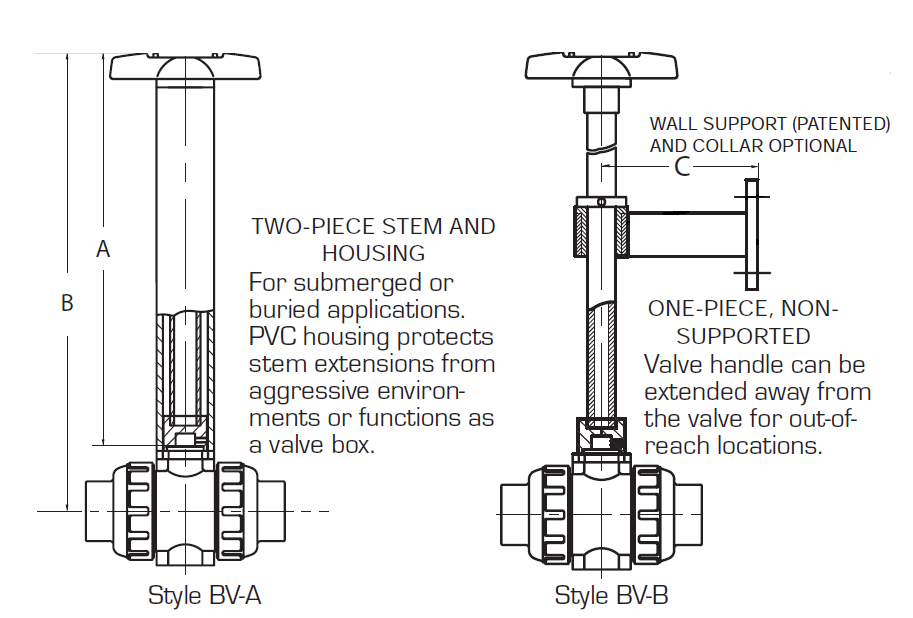 A
B
TWO-PIECE STEM AND
HOUSING
For submerged or
buried applications.
PVC housing protects
stem extensions from
aggressive environ-
ments or functions as
a valve box.
Style BV-A
WALL SUPPORT (PATENTED)
AND COLLAR OPTIONAL
C
ONE-PIECE, NON-
SUPPORTED
Valve handle can be
extended away from
the valve for out-of-
reach locations.
Style BV-B